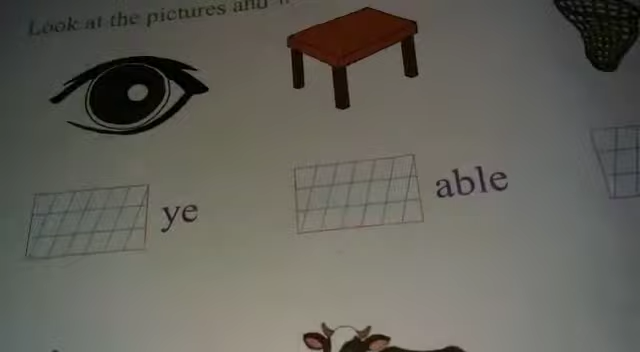 Look at the pictures and
ye
able